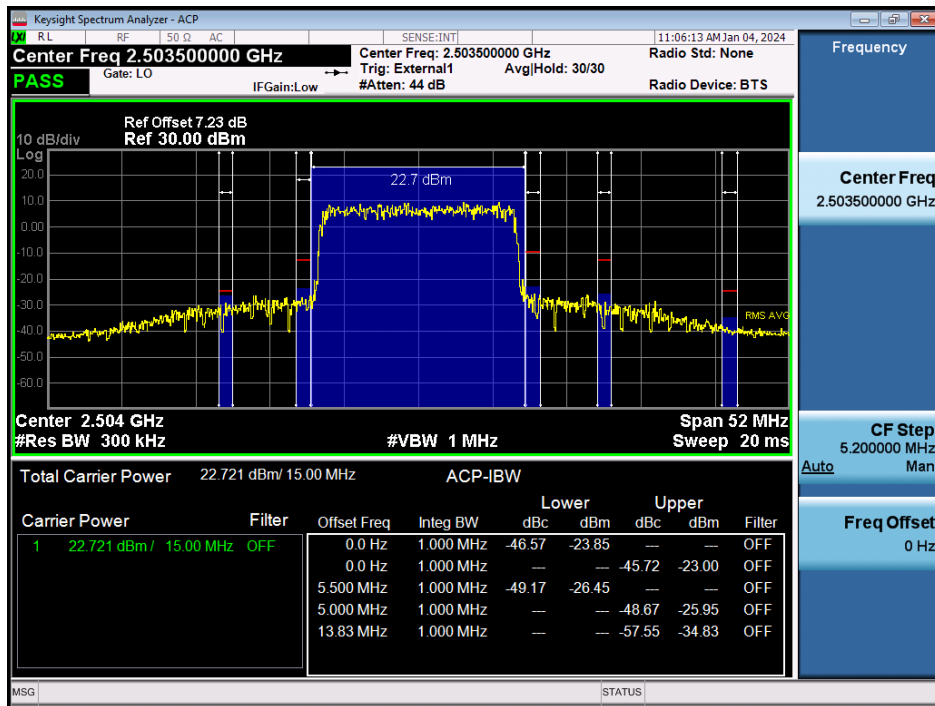 Keysight Spectrum Analyzer - ACP
LXI RL RF 50 Ω AC SENSE:INT 11:06:13 AM Jan 04, 2024
Center Freq 2.503500000 GHz Center Freq: 2.503500000 GHz Radio Std: None
Gate: LO Trig: External1 Avg|Hold: 30/30
PASS IFGain:Low #Atten: 44 dB Radio Device: BTS
Ref Offset 7.23 dB
10 dB/div Ref 30.00 dBm
Log
20.0
22.7 dBm
10.0
0.00
-10.0
-20.0
-30.0
RMS AVG
-40.0
-50.0
-60.0
Center 2.504 GHz Span 52 MHz
#Res BW 300 kHz #VBW 1 MHz Sweep 20 ms
Total Carrier Power 22.721 dBm/ 15.00 MHz ACP-IBW
Lower Upper
Carrier Power Filter Offset Freq Integ BW dBc dBm dBc dBm Filter
1 22.721 dBm / 15.00 MHz OFF 0.0 Hz 1.000 MHz -46.57 -23.85 --- --- OFF
0.0 Hz 1.000 MHz --- --- -45.72 -23.00 OFF
5.500 MHz 1.000 MHz -49.17 -26.45 --- --- OFF
5.000 MHz 1.000 MHz --- --- -48.67 -25.95 OFF
13.83 MHz 1.000 MHz --- --- -57.55 -34.83 OFF
MSG STATUS
Frequency
Center Freq
2.503500000 GHz
CF Step
5.200000 MHz
Auto Man
Freq Offset
0 Hz